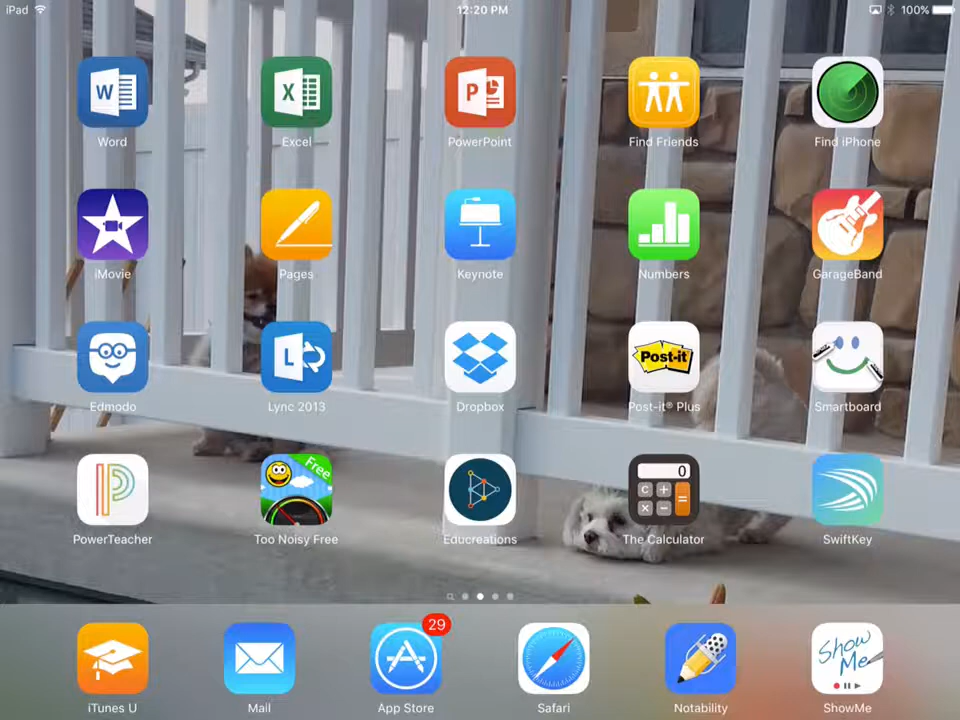 iPad 12:20 PM 100%
Word Excel PowerPoint Find Friends Find iPhone
iMovie Pages Keynote Numbers GarageBand
Post-it
Edmodo Lync 2013 Dropbox Post-it® Plus Smartboard
Free 0
C + = × −
PowerTeacher Too Noisy Free Educreations The Calculator SwiftKey
29
Show Me
iTunes U Mail App Store Safari Notability ShowMe